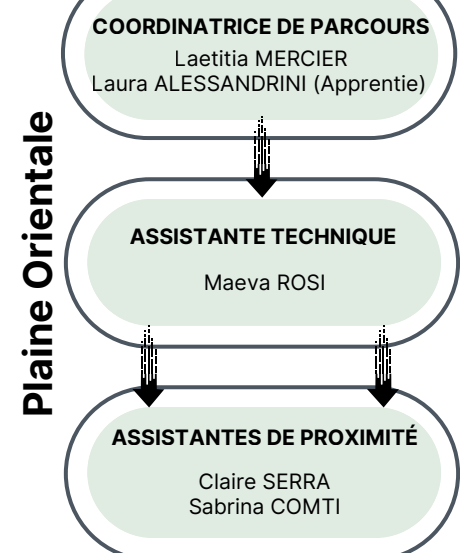 COORDINATRICE DE PARCOURS
Laetitia MERCIER
Laura ALESSANDRINI (Apprentie)
Plaine Orientale
ASSISTANTE TECHNIQUE
Maeva ROSI
ASSISTANTES DE PROXIMITÉ
Claire SERRA
Sabrina COMTI